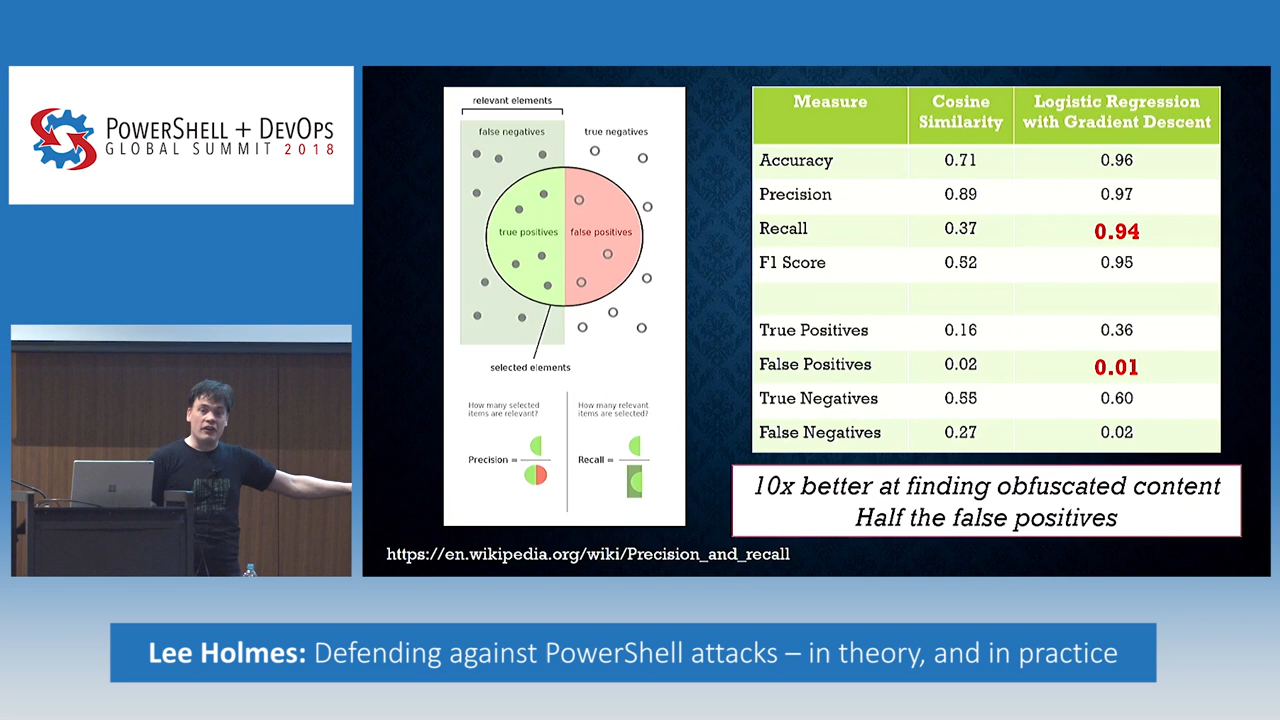 POWERSHELL + DEVOPS
GLOBAL SUMMIT 2018
relevant elements
false negatives
true negatives
true positives
false positives
selected elements
How many selected
items are relevant?
How many relevant
items are selected?
Precision =
Recall =
https://en.wikipedia.org/wiki/Precision_and_recall
Measure Cosine Similarity Logistic Regression with Gradient Descent
Accuracy 0.71 0.96
Precision 0.89 0.97
Recall 0.37 0.94
F1 Score 0.52 0.95
True Positives 0.16 0.36
False Positives 0.02 0.01
True Negatives 0.55 0.60
False Negatives 0.27 0.02
10x better at finding obfuscated content
Half the false positives
Lee Holmes: Defending against PowerShell attacks – in theory, and in practice